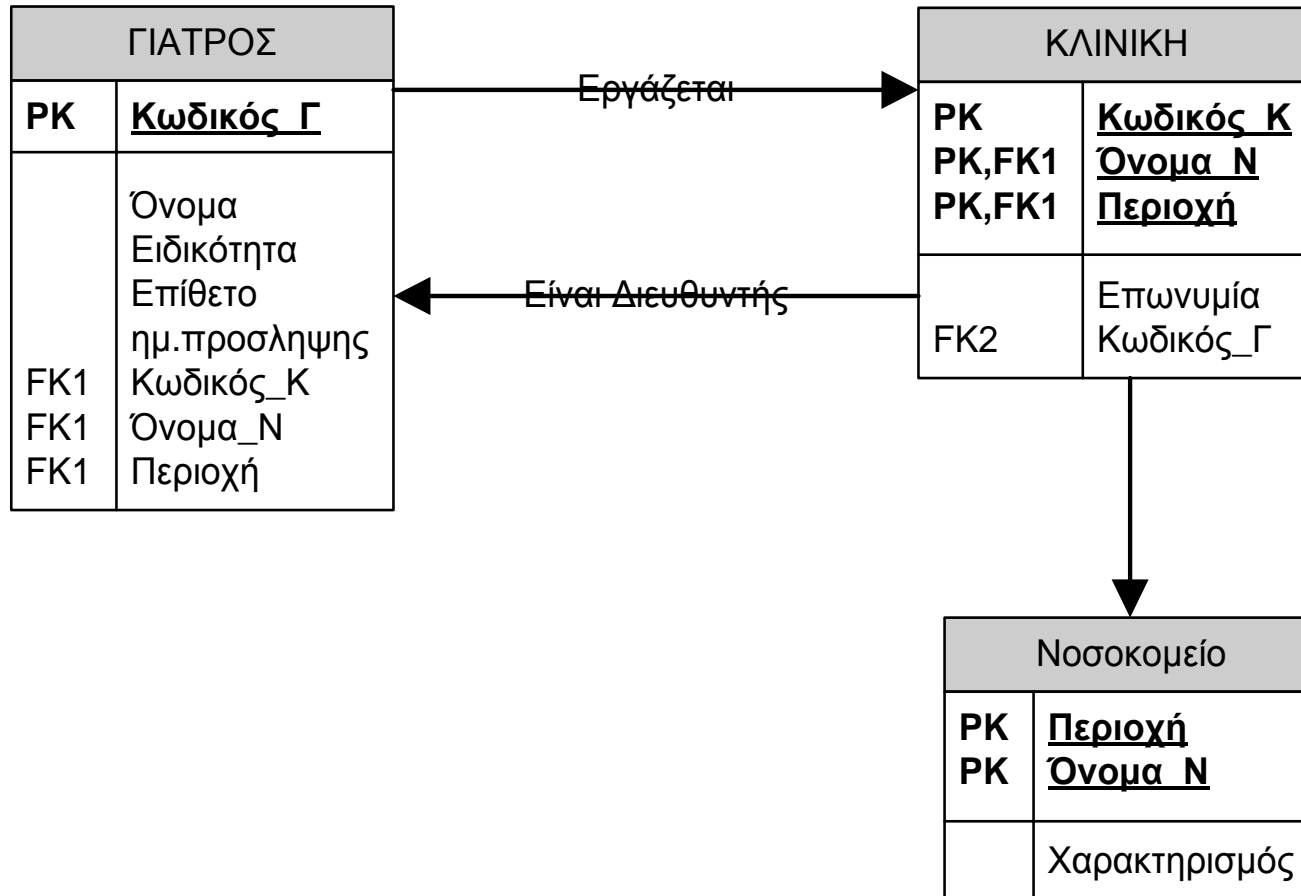 ΓΙΑΤΡΟΣ
PK Κωδικός_Γ
Όνομα
Ειδικότητα
Επίθετο
ημ.προσληψης
FK1 Κωδικός_Κ
FK1 Όνομα_Ν
FK1 Περιοχή
Εργάζεται
Είναι Διευθυντής
ΚΛΙΝΙΚΗ
PK Κωδικός_Κ
PK,FK1 Όνομα_Ν
PK,FK1 Περιοχή
Επωνυμία
FK2 Κωδικός_Γ
Νοσοκομείο
PK Περιοχή
PK Όνομα_Ν
Χαρακτηρισμός